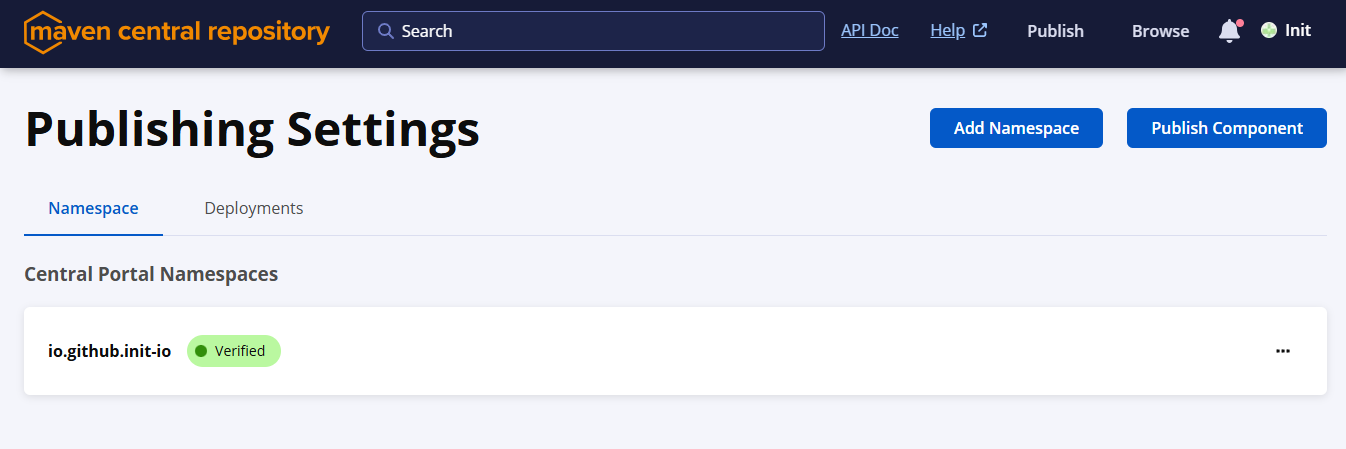 maven central repository
Search
API Doc
Help
Publish
Browse
Init
Publishing Settings
Add Namespace
Publish Component
Namespace
Deployments
Central Portal Namespaces
io.github.init-io
Verified